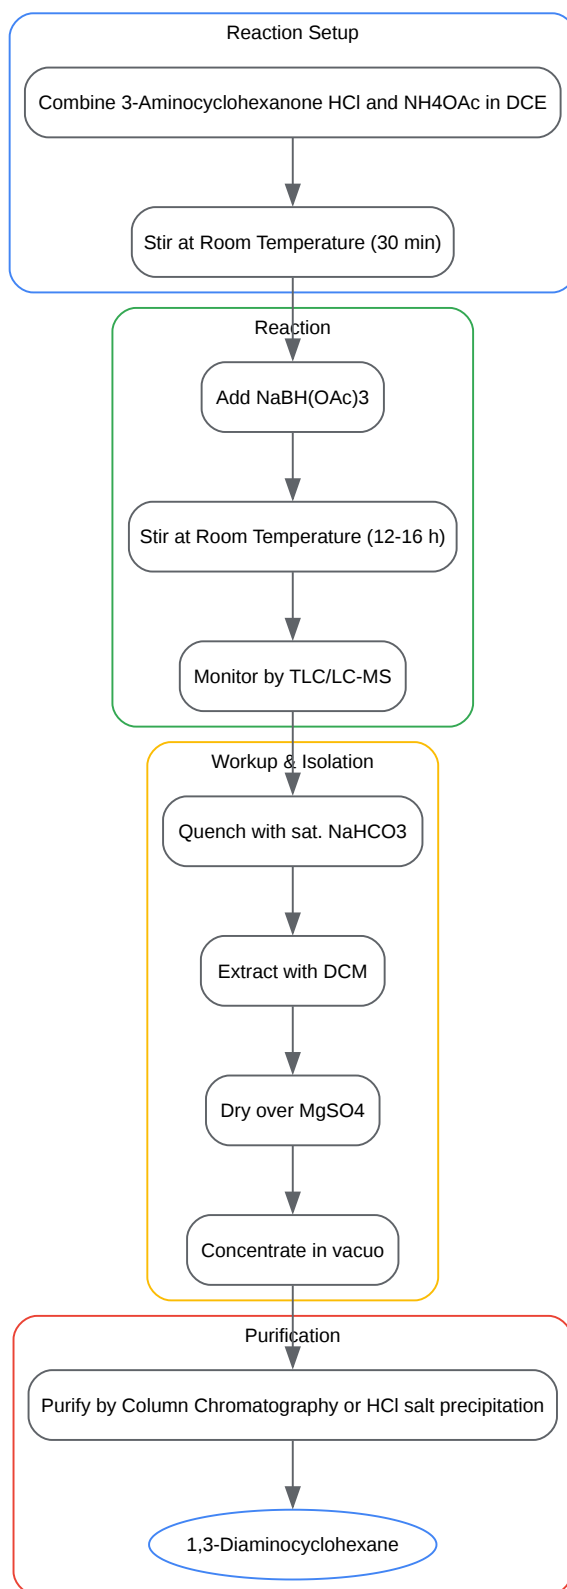 Reaction Setup
Combine 3-Aminocyclohexanone HCl and NH4OAc in DCE
Stir at Room Temperature (30 min)
Reaction
Add NaBH(OAc)3
Stir at Room Temperature (12-16 h)
Monitor by TLC/LC-MS
Workup & Isolation
Quench with sat. NaHCO3
Extract with DCM
Dry over MgSO4
Concentrate in vacuo
Purification
Purify by Column Chromatography or HCl salt precipitation
1,3-Diaminocyclohexane